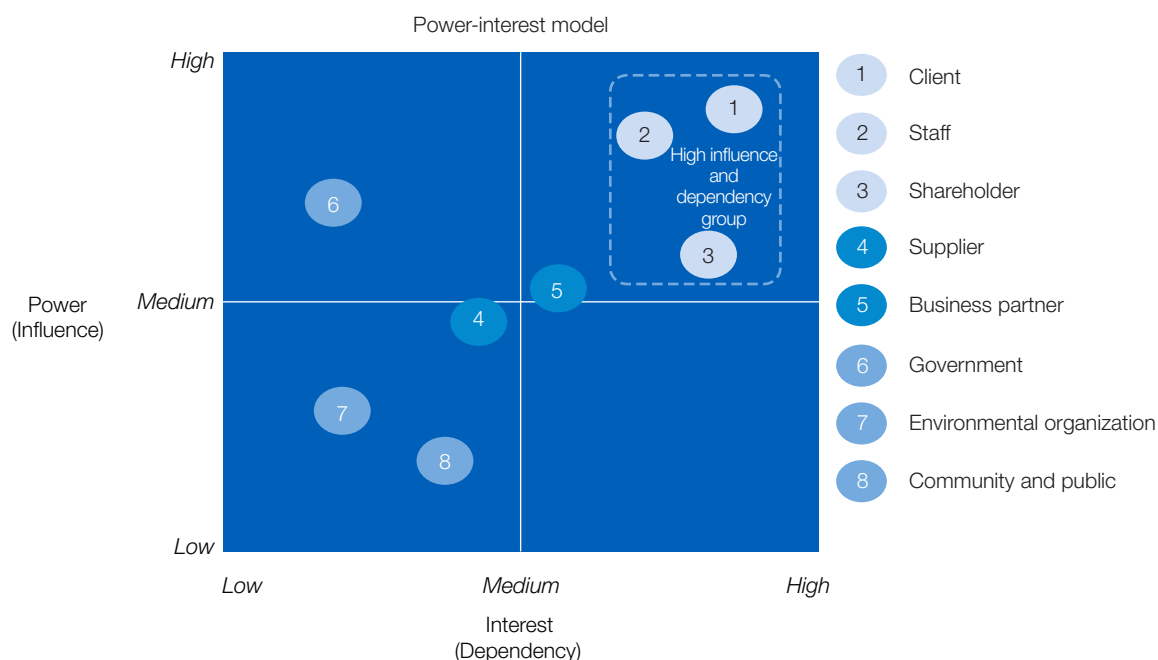 Power-interest model
High
Medium
Low
Power
(Influence)
1
2
High influence
and
dependency
group
3
6
5
4
7
8
Low
Medium
High
Interest
(Dependency)
1 Client
2 Staff
3 Shareholder
4 Supplier
5 Business partner
6 Government
7 Environmental organization
8 Community and public